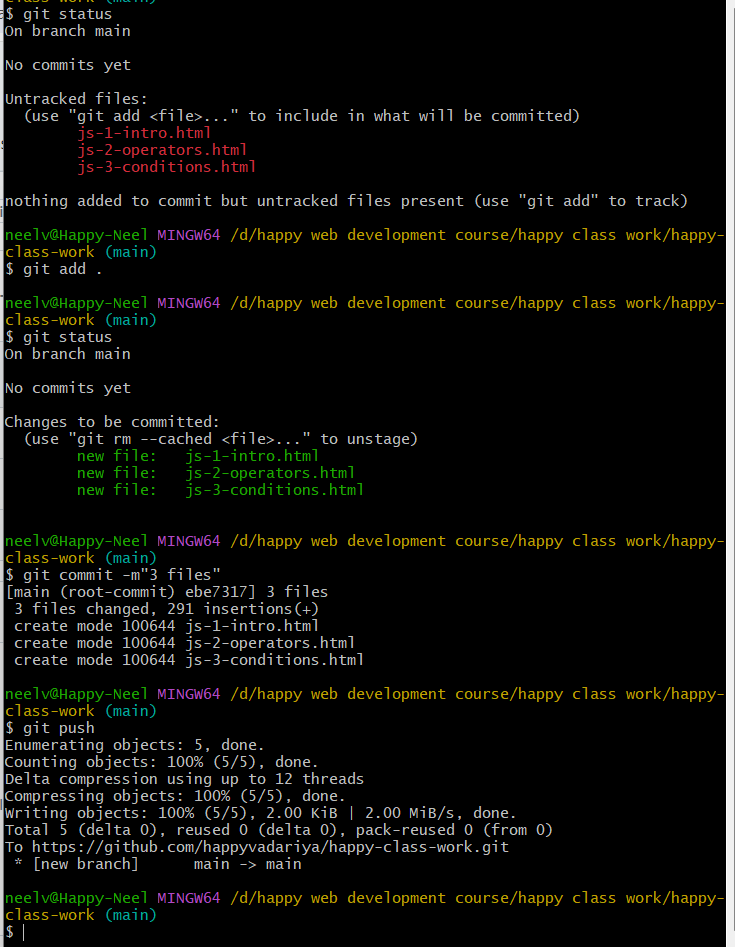 class-work (main)
$ git status
On branch main
No commits yet
Untracked files:
  (use "git add <file>..." to include in what will be committed)
        js-1-intro.html
        js-2-operators.html
        js-3-conditions.html
nothing added to commit but untracked files present (use "git add" to track)
neelv@Happy-Neel MINGW64 /d/happy web development course/happy class work/happy-
class-work (main)
$ git add .
neelv@Happy-Neel MINGW64 /d/happy web development course/happy class work/happy-
class-work (main)
$ git status
On branch main
No commits yet
Changes to be committed:
  (use "git rm --cached <file>..." to unstage)
        new file:   js-1-intro.html
        new file:   js-2-operators.html
        new file:   js-3-conditions.html
neelv@Happy-Neel MINGW64 /d/happy web development course/happy class work/happy-
class-work (main)
$ git commit -m"3 files"
[main (root-commit) ebe7317] 3 files
 3 files changed, 291 insertions(+)
 create mode 100644 js-1-intro.html
 create mode 100644 js-2-operators.html
 create mode 100644 js-3-conditions.html
neelv@Happy-Neel MINGW64 /d/happy web development course/happy class work/happy-
class-work (main)
$ git push
Enumerating objects: 5, done.
Counting objects: 100% (5/5), done.
Delta compression using up to 12 threads
Compressing objects: 100% (5/5), done.
Writing objects: 100% (5/5), 2.00 KiB | 2.00 MiB/s, done.
Total 5 (delta 0), reused 0 (delta 0), pack-reused 0 (from 0)
To https://github.com/happyvadariya/happy-class-work.git
 * [new branch]      main -> main
neelv@Happy-Neel MINGW64 /d/happy web development course/happy class work/happy-
class-work (main)
$